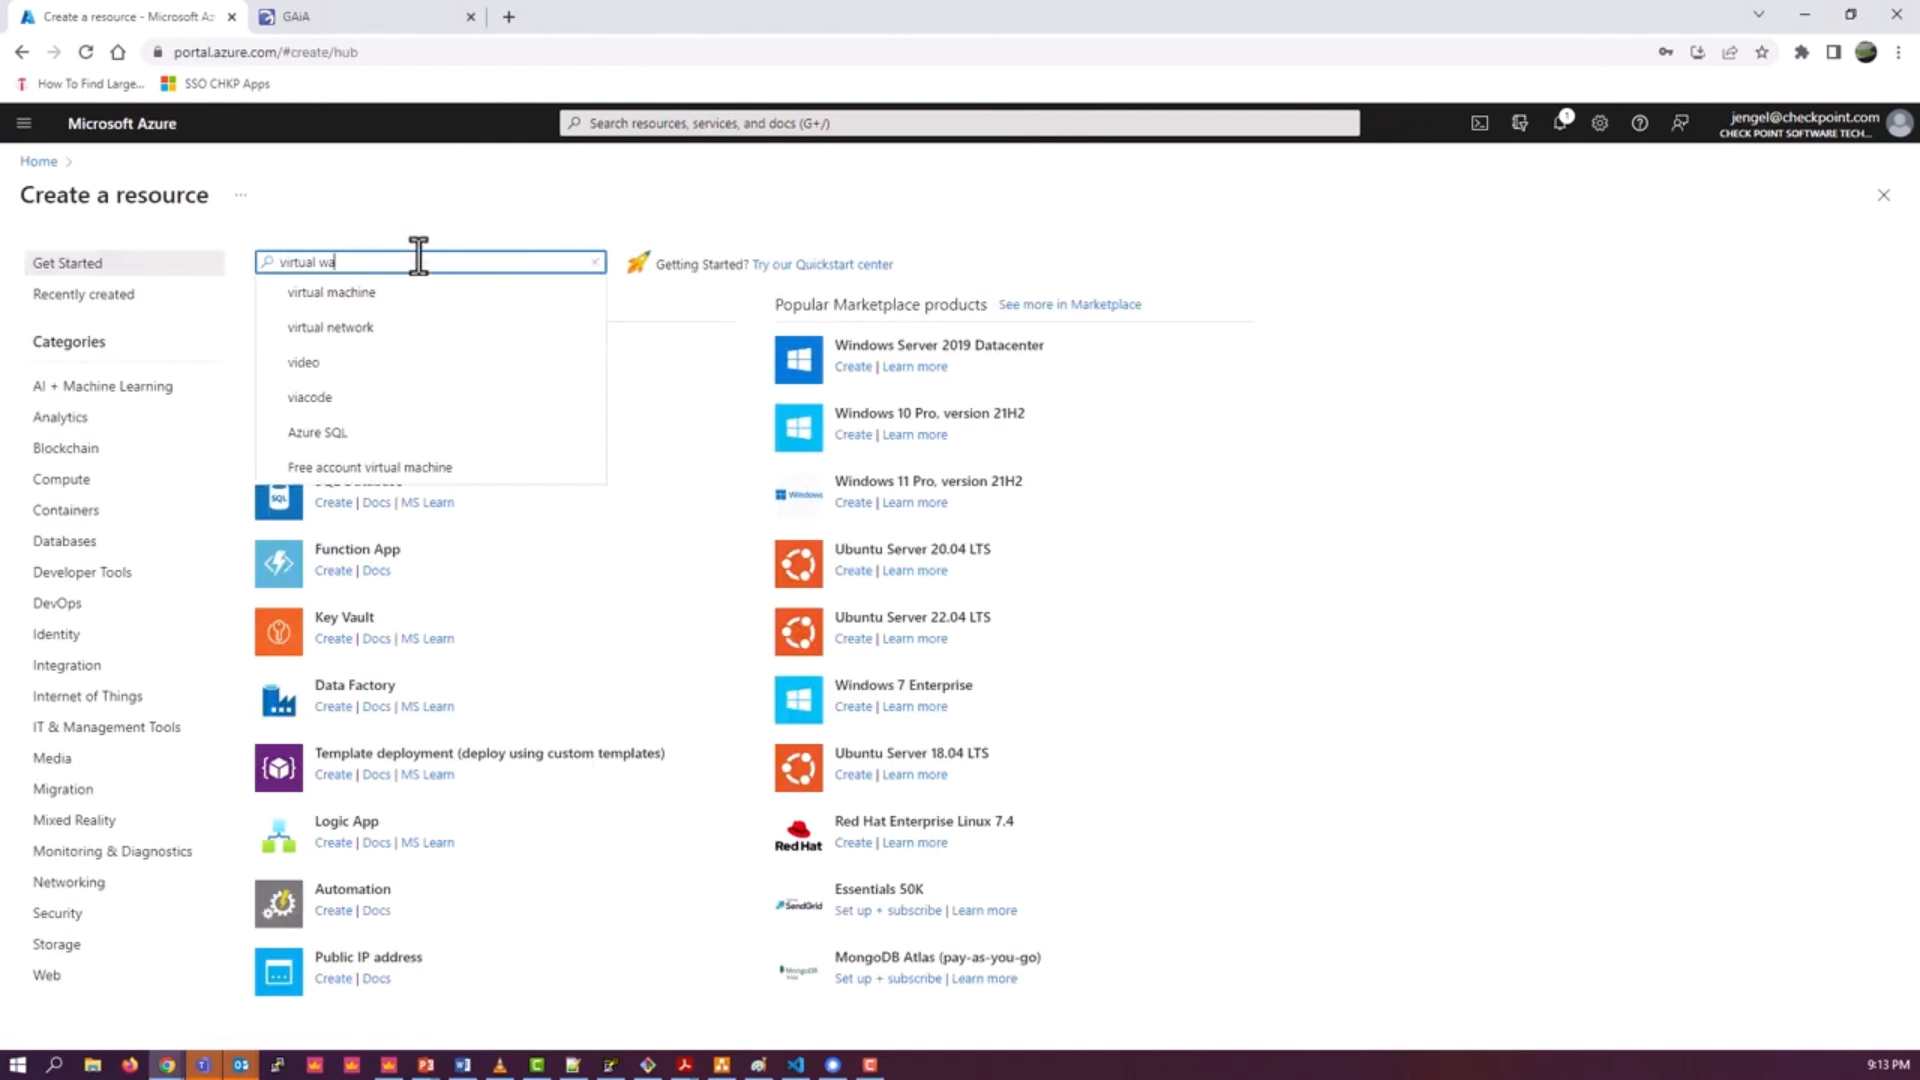 Create a resource - Microsoft Az
GAiA
portal.azure.com/#create/hub
How To Find Large...
SSO CHKP Apps
Microsoft Azure
Search resources, services, and docs (G+/)
1
jengel@checkpoint.com
CHECK POINT SOFTWARE TECH...
Home
Create a resource
...
Get Started
Recently created
Categories
AI + Machine Learning
Analytics
Blockchain
Compute
Containers
Databases
Developer Tools
DevOps
Identity
Integration
Internet of Things
IT & Management Tools
Media
Migration
Mixed Reality
Monitoring & Diagnostics
Networking
Security
Storage
Web
virtual wa
virtual machine
virtual network
video
viacode
Azure SQL
Free account virtual machine
Getting Started? Try our Quickstart center
SQL
Create | Docs | MS Learn
Function App
Create | Docs
Key Vault
Create | Docs | MS Learn
Data Factory
Create | Docs | MS Learn
Template deployment (deploy using custom templates)
Create | Docs | MS Learn
Logic App
Create | Docs | MS Learn
Automation
Create | Docs
Public IP address
Create | Docs
Popular Marketplace products See more in Marketplace
Windows Server 2019 Datacenter
Create | Learn more
Windows 10 Pro, version 21H2
Create | Learn more
Windows
Windows 11 Pro, version 21H2
Create | Learn more
Ubuntu Server 20.04 LTS
Create | Learn more
Ubuntu Server 22.04 LTS
Create | Learn more
Windows 7 Enterprise
Create | Learn more
Ubuntu Server 18.04 LTS
Create | Learn more
Red Hat
Red Hat Enterprise Linux 7.4
Create | Learn more
SendGrid
Essentials 50K
Set up + subscribe | Learn more
MongoDB
MongoDB Atlas (pay-as-you-go)
Set up + subscribe | Learn more
9:13 PM